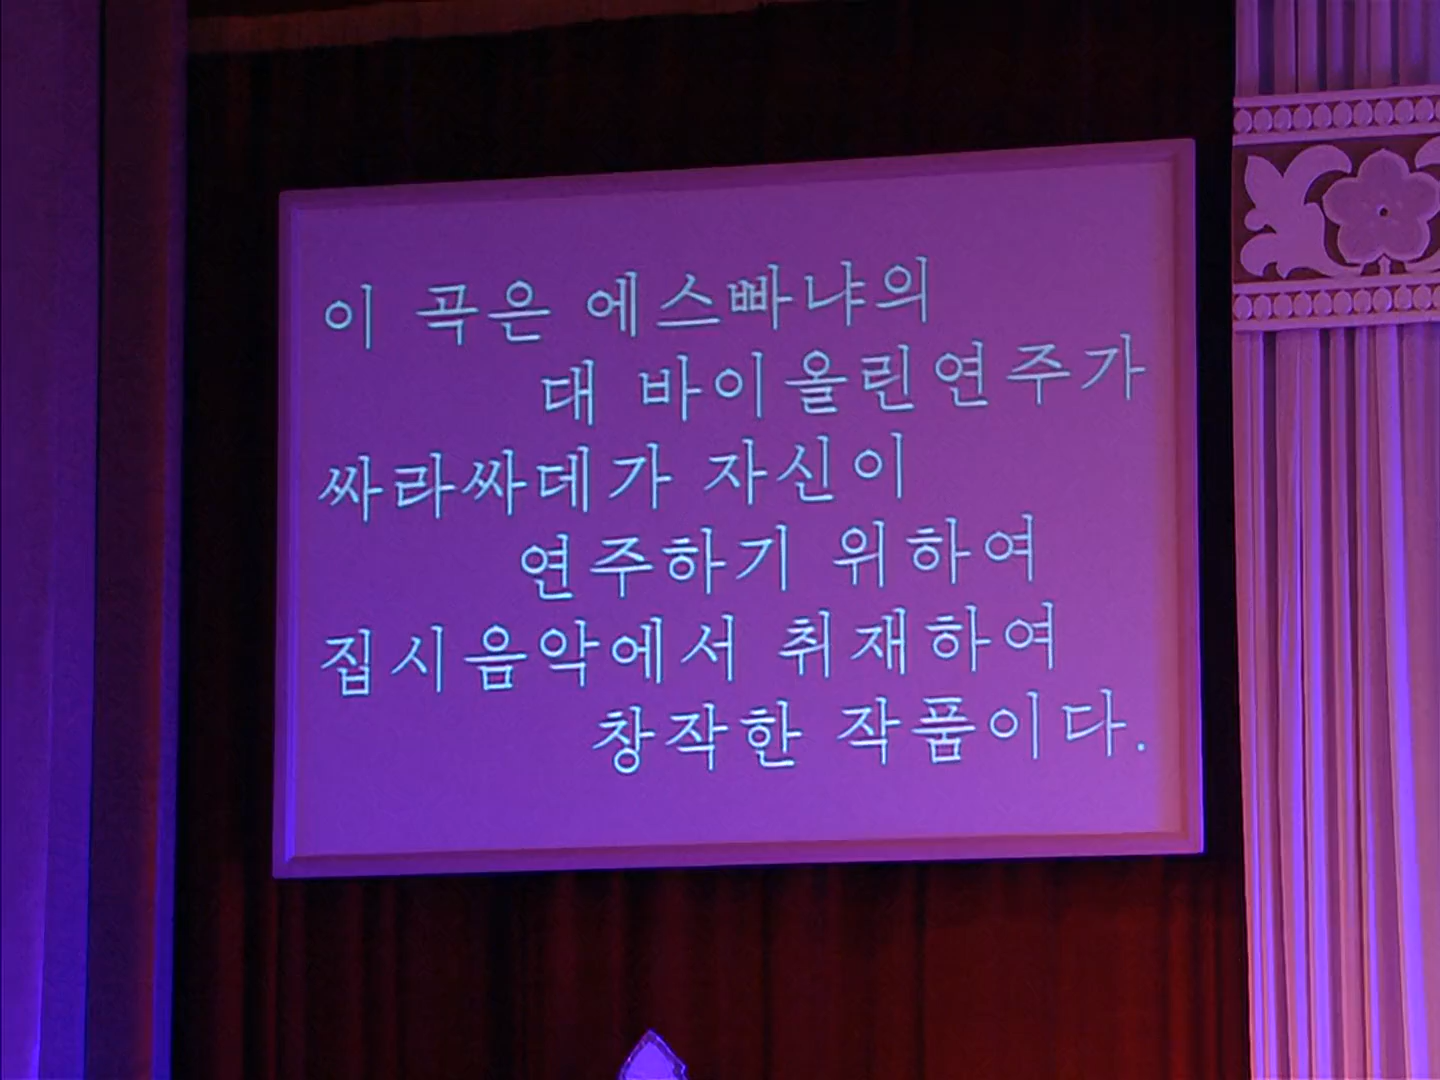 이 곡은 에스빠냐의
대 바이올린연주가
싸라싸데가 자신이
연주하기 위하여
집시음악에서 취재하여
창작한 작품이다.